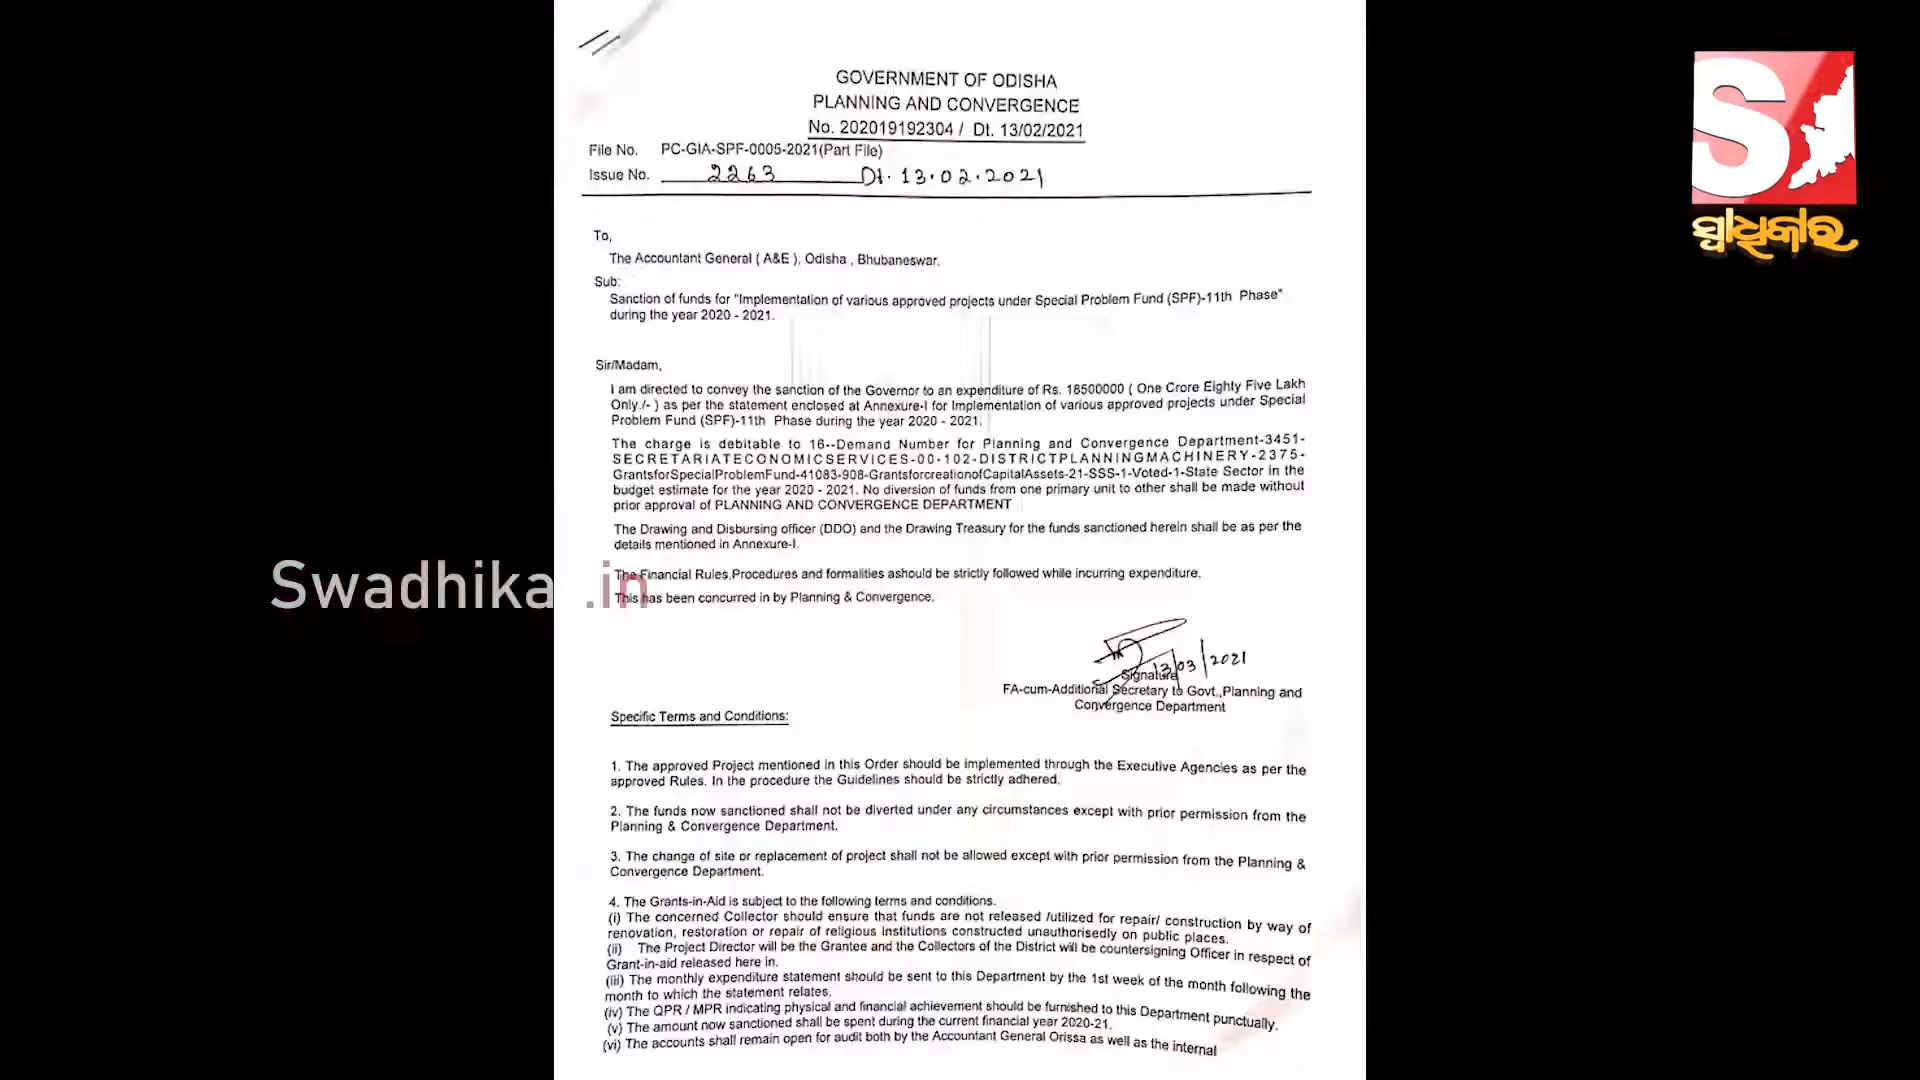 GOVERNMENT OF ODISHA
PLANNING AND CONVERGENCE
No. 202019192304 / Dt. 13/02/2021
File No. PC-GIA-SPF-0005-2021(Part File)
Issue No. 2263 Dt. 13.02.2021
To,
The Accountant General ( A&E ), Odisha , Bhubaneswar.
Sub:
Sanction of funds for "Implementation of various approved projects under Special Problem Fund (SPF)-11th Phase"
during the year 2020 - 2021.
Sir/Madam,
I am directed to convey the sanction of the Governor to an expenditure of Rs. 18500000 ( One Crore Eighty Five Lakh
Only./- ) as per the statement enclosed at Annexure-I for Implementation of various approved projects under Special
Problem Fund (SPF)-11th Phase during the year 2020 - 2021.
The charge is debitable to 16--Demand Number for Planning and Convergence Department-3451-
SECRETARIATECONOMICSERVICES-00-102-DISTRICTPLANNINGMACHINERY-2375-
GrantsforSpecialProblemFund-41083-908-GrantsforcreationofCapitalAssets-21-SSS-1-Voted-1-State Sector in the
budget estimate for the year 2020 - 2021. No diversion of funds from one primary unit to other shall be made without
prior approval of PLANNING AND CONVERGENCE DEPARTMENT
The Drawing and Disbursing officer (DDO) and the Drawing Treasury for the funds sanctioned herein shall be as per the
details mentioned in Annexure-I.
The Financial Rules,Procedures and formalities ashould be strictly followed while incurring expenditure.
This has been concurred in by Planning & Convergence.
13/03/2021
Signature
FA-cum-Additional Secretary to Govt.,Planning and
Convergence Department
Specific Terms and Conditions:
1. The approved Project mentioned in this Order should be implemented through the Executive Agencies as per the
approved Rules. In the procedure the Guidelines should be strictly adhered.
2. The funds now sanctioned shall not be diverted under any circumstances except with prior permission from the
Planning & Convergence Department.
3. The change of site or replacement of project shall not be allowed except with prior permission from the Planning &
Convergence Department.
4. The Grants-in-Aid is subject to the following terms and conditions.
(i) The concerned Collector should ensure that funds are not released /utilized for repair/ construction by way of
renovation, restoration or repair of religious Institutions constructed unauthorisedly on public places.
(ii) The Project Director will be the Grantee and the Collectors of the District will be countersigning Officer in respect of
Grant-in-aid released here in.
(iii) The monthly expenditure statement should be sent to this Department by the 1st week of the month following the
month to which the statement relates.
(iv) The QPR / MPR indicating physical and financial achievement should be furnished to this Department punctually.
(v) The amount now sanctioned shall be spent during the current financial year 2020-21.
(vi) The accounts shall remain open for audit both by the Accountant General Orissa as well as the internal
Swadhika .in
S
ସ୍ୱାଧିକାର